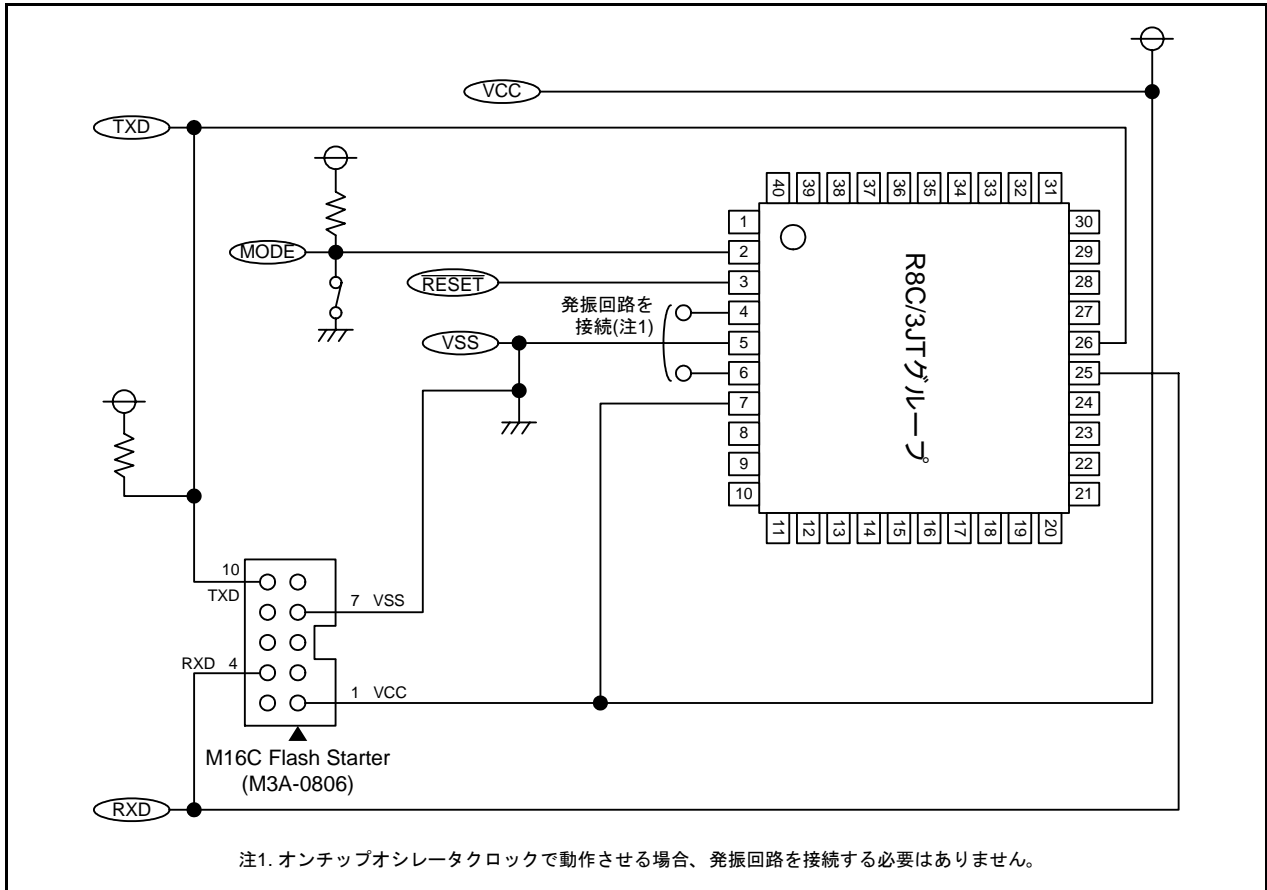 VCC
TXD
MODE
RESET
発振回路を
接続(注1)
VSS
40 39 38 37 36 35 34 33 32 31
1
2
3
4
5
6
7
8
9
10
R8C/3JTグループ
30
29
28
27
26
25
24
23
22
21
11 12 13 14 15 16 17 18 19 20
10
TXD
7 VSS
RXD 4
1 VCC
M16C Flash Starter
(M3A-0806)
RXD
注1. オンチップオシレータクロックで動作させる場合、発振回路を接続する必要はありません。